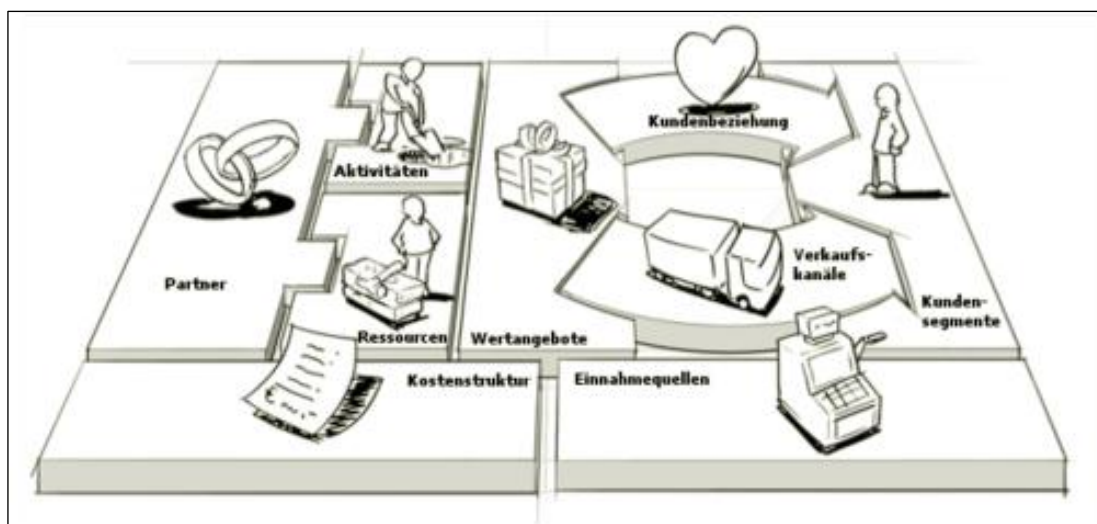 Kundenbeziehung
Aktivitäten
Verkaufs-
kanäle
Partner
Kunden-
segmente
Ressourcen
Wertangebote
Kostenstruktur
Einnahmequellen